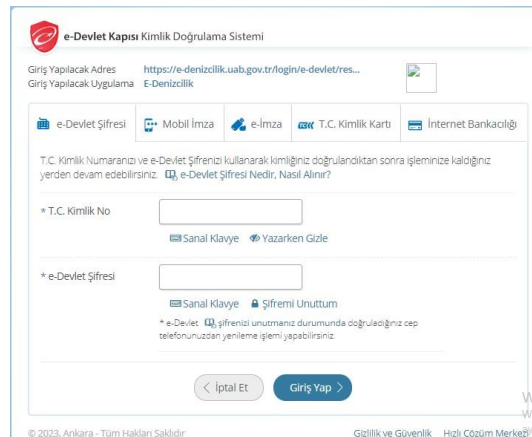 e-Devlet Kapısı Kimlik Doğrulama Sistemi
Giriş Yapılacak Adres https://e-denizcilik.uab.gov.tr/login/e-devlet/res...
Giriş Yapılacak Uygulama E-Denizcilik
e-Devlet Şifresi Mobil İmza e-İmza T.C. Kimlik Kartı İnternet Bankacılığı
T.C. Kimlik Numaranızı ve e-Devlet Şifrenizi kullanarak kimliğiniz doğrulandıktan sonra işleminize kaldığınız
yerden devam edebilirsiniz. e-Devlet Şifresi Nedir, Nasıl Alınır?
* T.C. Kimlik No
Sanal Klavye Yazarken Gizle
* e-Devlet Şifresi
Sanal Klavye Şifremi Unuttum
* e-Devlet şifrenizi unutmanız durumunda doğruladığınız cep
telefonunuzdan yenileme işlemi yapabilirsiniz.
İptal Et Giriş Yap
© 2023, Ankara - Tüm Hakları Saklıdır Gizlilik ve Güvenlik Hızlı Çözüm Merkezi